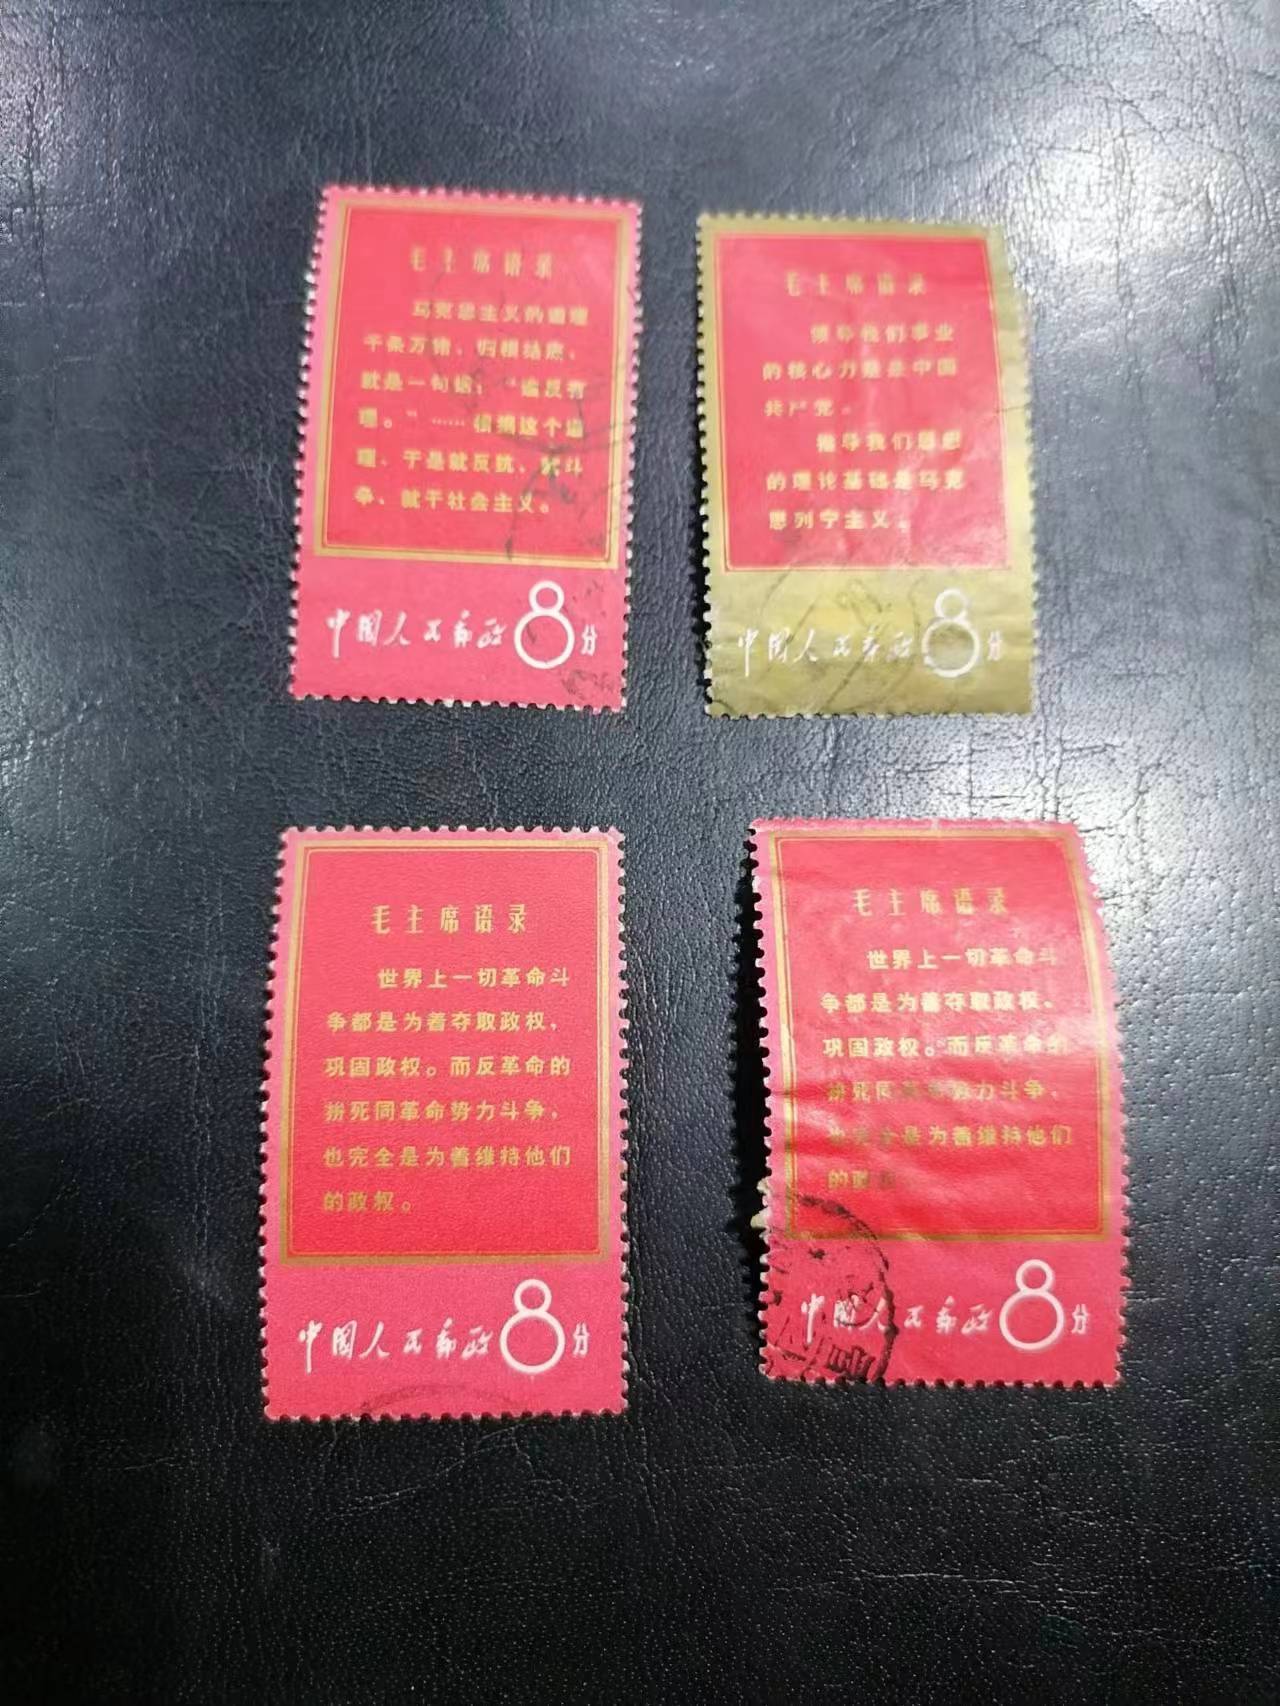 毛主席语录
马克思主义的道理
千条万绪，归根结底，
就是一句话：“造反有
理。”……根据这个道
理，于是就反抗，就斗
争，就干社会主义。
中国人民邮政8分
毛主席语录
领导我们事业
的核心力量是中国
共产党。
指导我们思想
的理论基础是马克
思列宁主义。
中国人民邮政8分
毛主席语录
世界上一切革命斗
争都是为着夺取政权，
巩固政权。而反革命的
拚死同革命势力斗争，
也完全是为着维持他们
的政权。
中国人民邮政8分
毛主席语录
世界上一切革命斗
争都是为着夺取政权，
巩固政权。而反革命的
拚死同革命势力斗争，
也完全是为着维持他们
的政
中国人民邮政8分